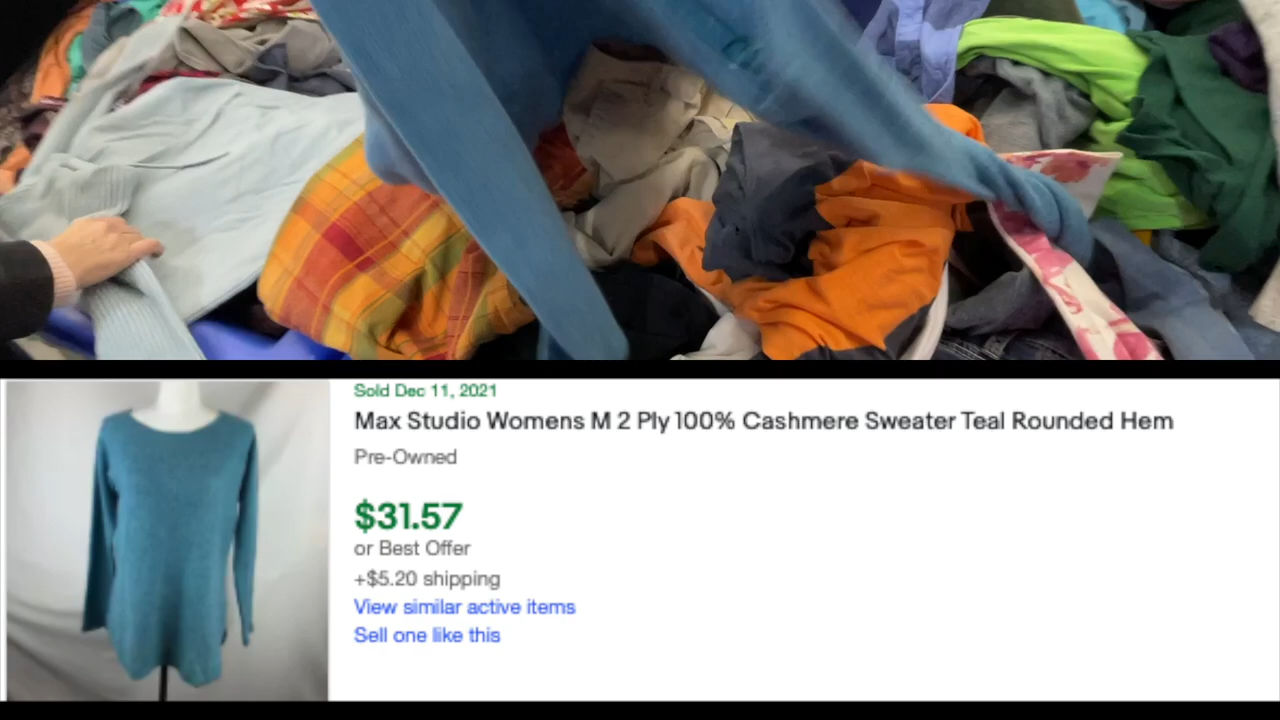 Sold Dec 11, 2021
Max Studio Womens M 2 Ply 100% Cashmere Sweater Teal Rounded Hem
Pre-Owned
$31.57
or Best Offer
+$5.20 shipping
View similar active items
Sell one like this